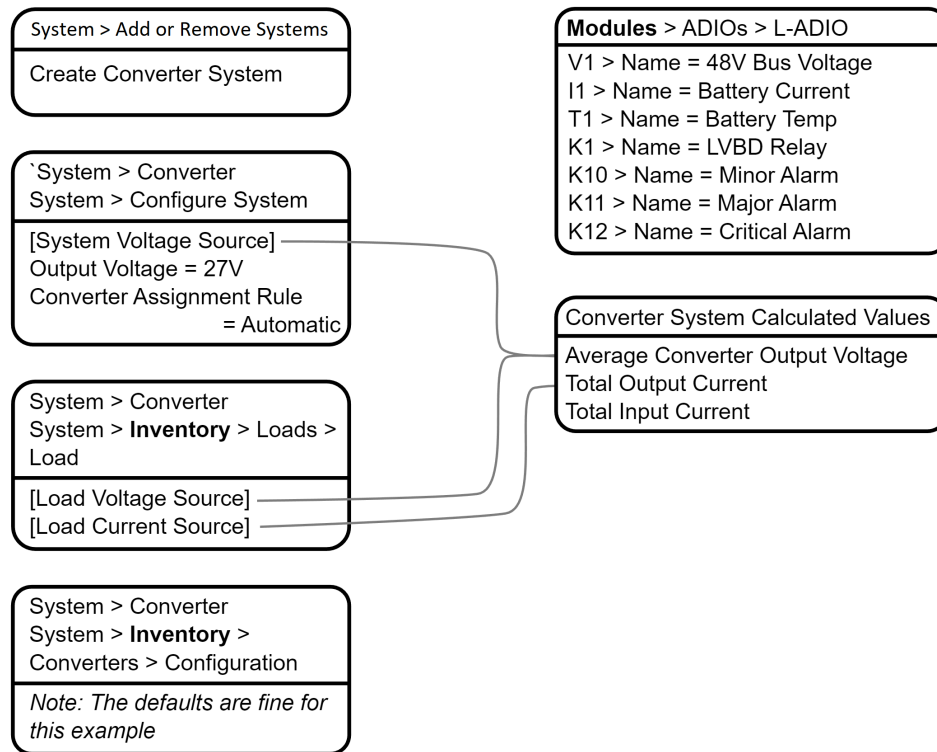 System > Add or Remove Systems
Create Converter System
`System > Converter
System > Configure System
[System Voltage Source]
Output Voltage = 27V
Converter Assignment Rule
= Automatic
System > Converter
System > Inventory > Loads >
Load
[Load Voltage Source]
[Load Current Source]
System > Converter
System > Inventory >
Converters > Configuration
Note: The defaults are fine for
this example
Modules > ADIOs > L-ADIO
V1 > Name = 48V Bus Voltage
I1 > Name = Battery Current
T1 > Name = Battery Temp
K1 > Name = LVBD Relay
K10 > Name = Minor Alarm
K11 > Name = Major Alarm
K12 > Name = Critical Alarm
Converter System Calculated Values
Average Converter Output Voltage
Total Output Current
Total Input Current